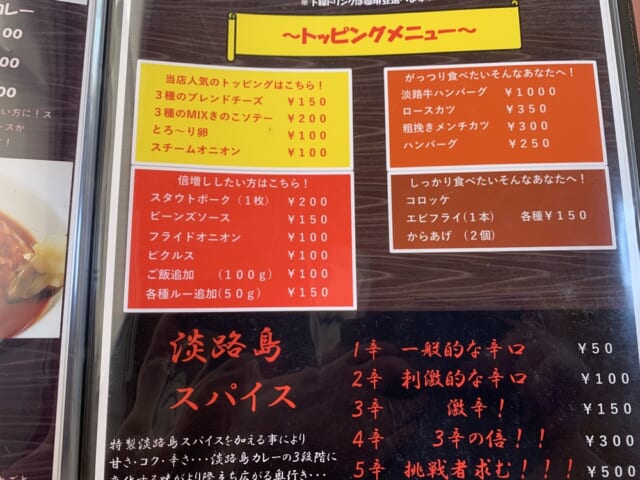 カレー
00
00
00
～トッピングメニュー～
当店人気のトッピングはこちら！
３種のブレンドチーズ ￥１５０
３種のMIXきのこソテー ￥２００
とろ～り卵 ￥１００
スチームオニオン ￥１００
がっつり食べたいそんなあなたへ！
淡路牛ハンバーグ ￥１０００
ロースカツ ￥３５０
粗挽きメンチカツ ￥３００
ハンバーグ ￥２５０
倍増ししたい方はこちら！
スタウトポーク（１枚） ￥２００
ビーンズソース ￥１５０
フライドオニオン ￥１００
ピクルス ￥１００
ご飯追加 （１００ｇ） ￥１００
各種ルー追加(５０ｇ) ￥１５０
しっかり食べたいそんなあなたへ！
コロッケ
エビフライ(１本) 各種￥１５０
からあげ （２個）
淡路島
スパイス
特製淡路島スパイスを加える事により
甘さ・コク・辛さ･･･淡路島カレーの３段階に
1辛 一般的な辛口 ￥50
2辛 刺激的な辛口 ￥100
3辛 激辛！ ￥150
4辛 3辛の倍！！ ￥300
5辛 挑戦者求む！！！ ￥500